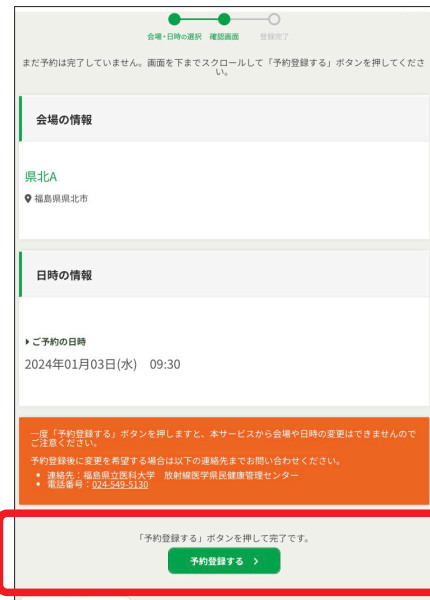 会場・日時の選択 確認画面 登録完了
まだ予約は完了していません。画面を下までスクロールして「予約登録する」ボタンを押してくださ
い。
会場の情報
県北A
福島県県北市
日時の情報
ご予約の日時
2024年01月03日(水) 09:30
一度「予約登録する」ボタンを押しますと、本サービスから会場や日時の変更はできませんので
ご注意ください。
予約登録後に変更を希望する場合は以下の連絡先までお問い合わせください。
• 連絡先：福島県立医科大学 放射線医学県民健康管理センター
• 電話番号：024-549-5130
「予約登録する」ボタンを押して完了です。
予約登録する >